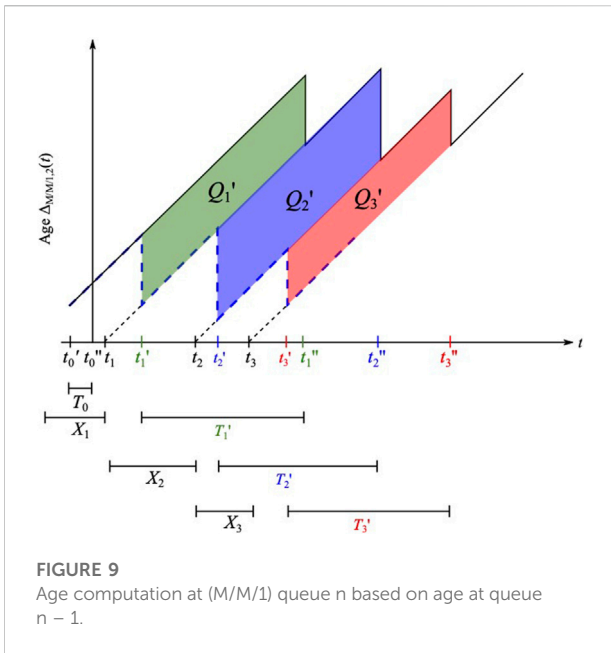 Age Δ_M/M/1,2(t)
Q₁'
Q₂'
Q₃'
t₀' t₀'' t₁ t₁' t₂ t₂' t₃ t₃' t₁'' t₂'' t₃'' t
T₀
X₁ T₁'
X₂ T₂'
X₃ T₃'
FIGURE 9
Age computation at (M/M/1) queue n based on age at queue
n – 1.